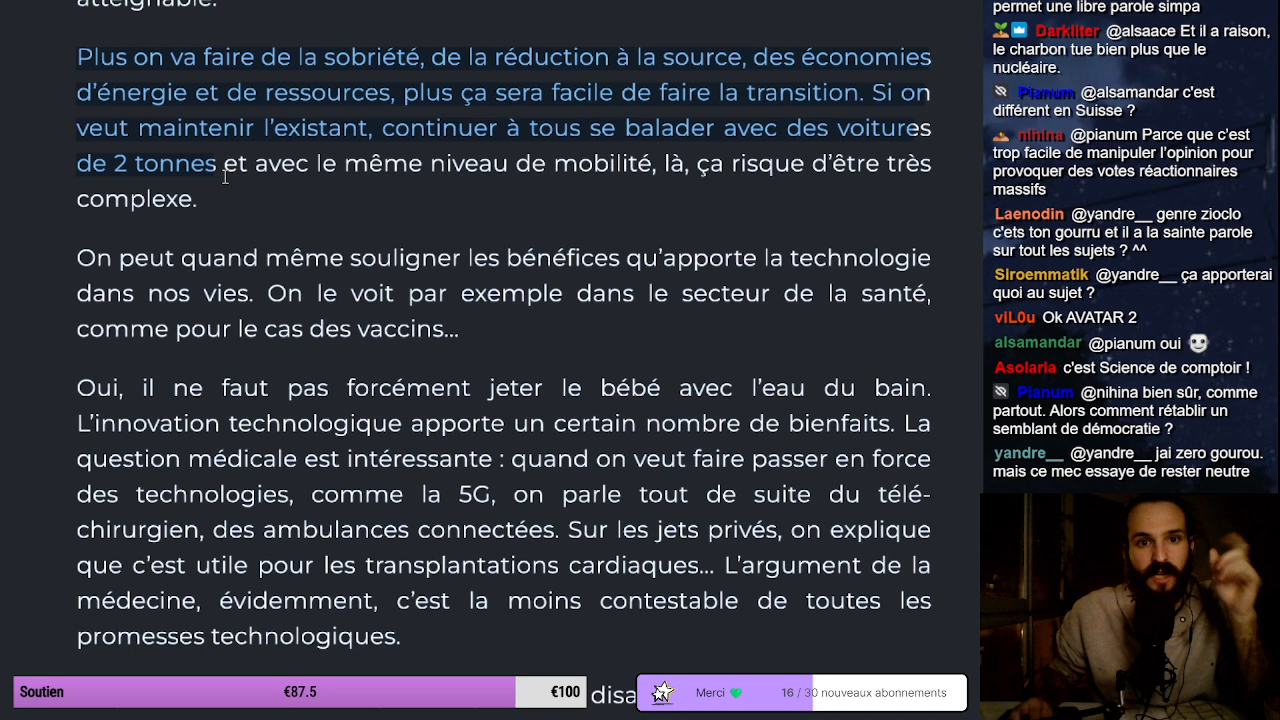 atteignable.
Plus on va faire de la sobriété, de la réduction à la source, des économies
d’énergie et de ressources, plus ça sera facile de faire la transition. Si on
veut maintenir l’existant, continuer à tous se balader avec des voitures
de 2 tonnes et avec le même niveau de mobilité, là, ça risque d’être très
complexe.
On peut quand même souligner les bénéfices qu’apporte la technologie
dans nos vies. On le voit par exemple dans le secteur de la santé,
comme pour le cas des vaccins…
Oui, il ne faut pas forcément jeter le bébé avec l’eau du bain.
L’innovation technologique apporte un certain nombre de bienfaits. La
question médicale est intéressante : quand on veut faire passer en force
des technologies, comme la 5G, on parle tout de suite du télé-
chirurgien, des ambulances connectées. Sur les jets privés, on explique
que c’est utile pour les transplantations cardiaques… L’argument de la
médecine, évidemment, c’est la moins contestable de toutes les
promesses technologiques.
disa
Soutien €87.5 €100
Merci 16 / 30 nouveaux abonnements
permet une libre parole simpa
Darkliter @alsaace Et il a raison,
le charbon tue bien plus que le
nucléaire.
Pianum @alsamandar c'est
différent en Suisse ?
nihina @pianum Parce que c'est
trop facile de manipuler l'opinion pour
provoquer des votes réactionnaires
massifs
Laenodin @yandre__ genre zioclo
c'ets ton gourru et il a la sainte parole
sur tout les sujets ? ^^
Siroemmatik @yandre__ ça apporterai
quoi au sujet ?
viL0u Ok AVATAR 2
alsamandar @pianum oui
Asolaria c'est Science de comptoir !
Pianum @nihina bien sûr, comme
partout. Alors comment rétablir un
semblant de démocratie ?
yandre__ @yandre__ jai zero gourou.
mais ce mec essaye de rester neutre